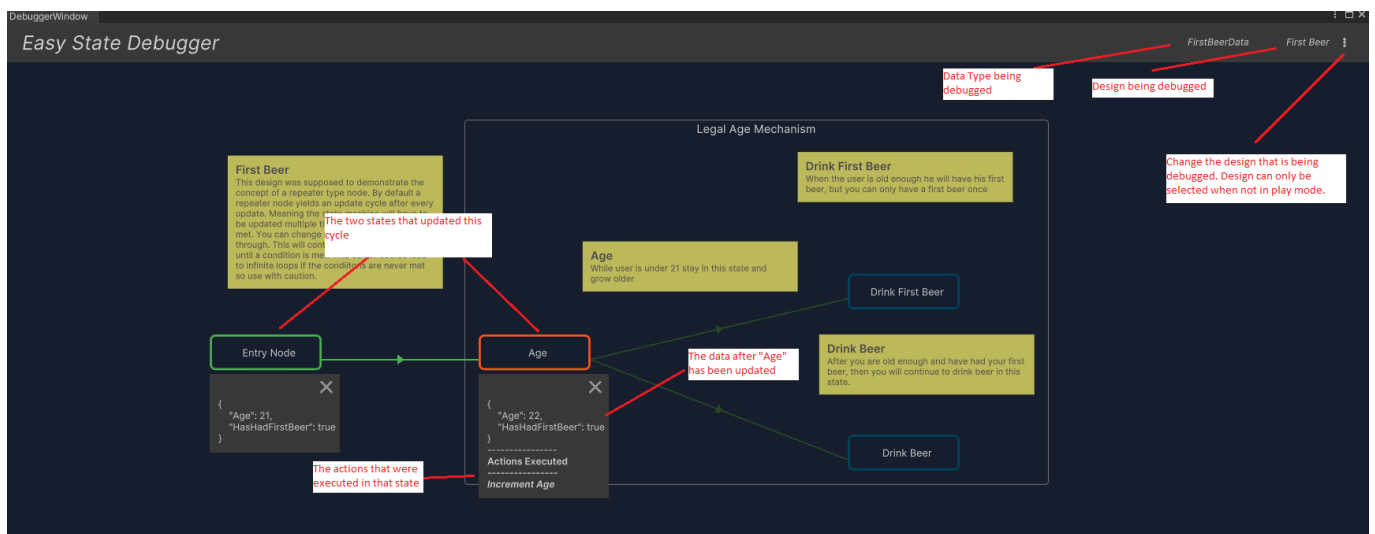 DebuggerWindow
Easy State Debugger
FirstBeerData
First Beer
Data Type being
debugged
Design being debugged
Change the design that is being
debugged. Design can only be
selected when not in play mode.
Legal Age Mechanism
First Beer
This design was supposed to demonstrate the
concept of a repeater type node. By default a
repeater node yields an update cycle after every
update. Meaning the
be updated multiple
met. You can change
through. This will
until a condition is
to infinite loops if the condiitons are never met
so use with caution.
The two states that updated this
cycle
Drink First Beer
When the user is old enough he will have his first
beer, but you can only have a first beer once
Age
While user is under 21 stay in this state and
grow older
Drink First Beer
Entry Node
Age
The data after "Age"
has been updated
Drink Beer
After you are old enough and have had your first
beer, then you will continue to drink beer in this
state.
{
"Age": 21,
"HasHadFirstBeer": true
}
{
"Age": 22,
"HasHadFirstBeer": true
}
----------------
Actions Executed
----------------
Increment Age
Drink Beer
The actions that were
executed in that state